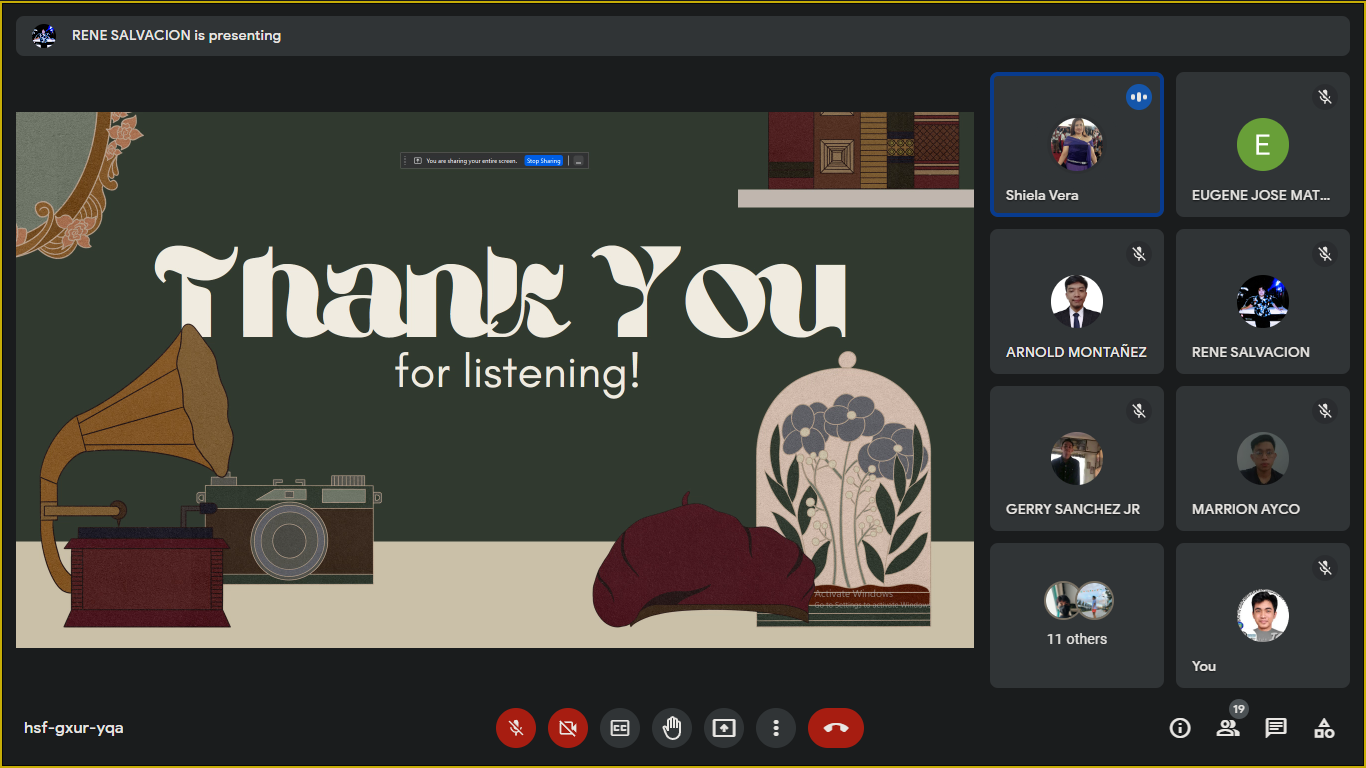 RENE SALVACION is presenting
You are sharing your entire screen. Stop Sharing
Thank You
for listening!
Activate Windows
Go to Settings to activate Windows
Shiela Vera
E
EUGENE JOSE MAT...
ARNOLD MONTAÑEZ
RENE SALVACION
GERRY SANCHEZ JR
MARRION AYCO
11 others
You
hsf-gxur-yqa
CC
19